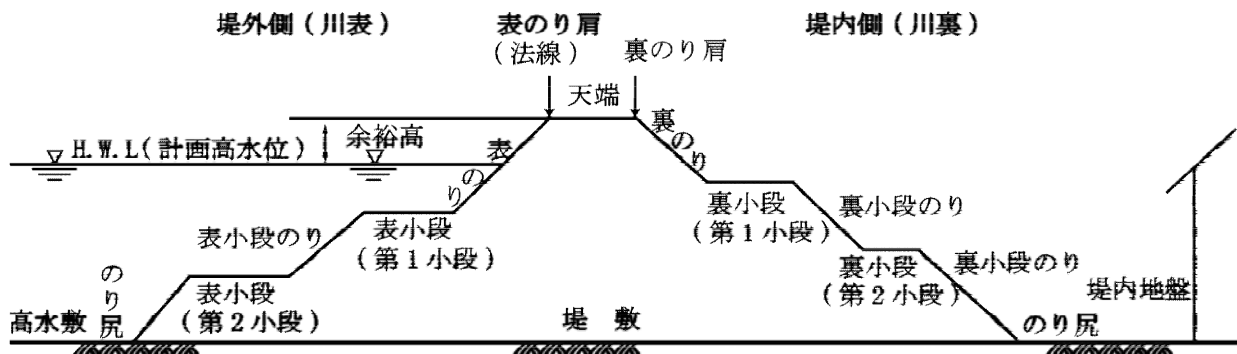 堤外側（川表）
表のり肩
（法線）
裏のり肩
堤内側（川裏）
天端
余裕高
H.W.L（計画高水位）
表のり
裏のり
表小段
（第１小段）
裏小段
（第１小段）
裏小段のり
表小段のり
表小段
（第２小段）
裏小段
（第２小段）
裏小段のり
堤内地盤
のり尻
高水敷
堤　敷
のり尻